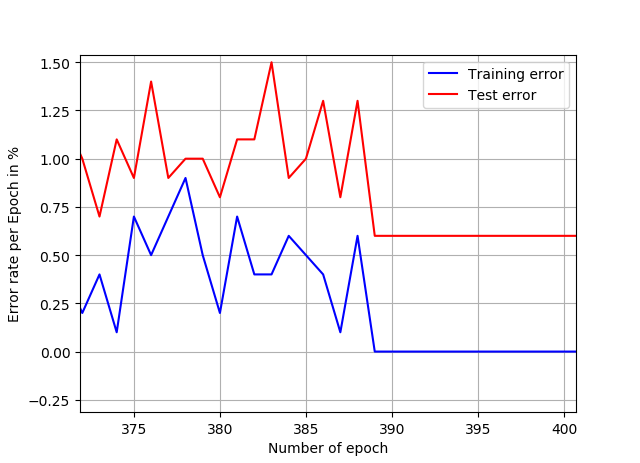 1.50
1.25
1.00
0.75
0.50
0.25
0.00
−0.25
Error rate per Epoch in %
Training error
Test error
375 380 385 390 395 400
Number of epoch